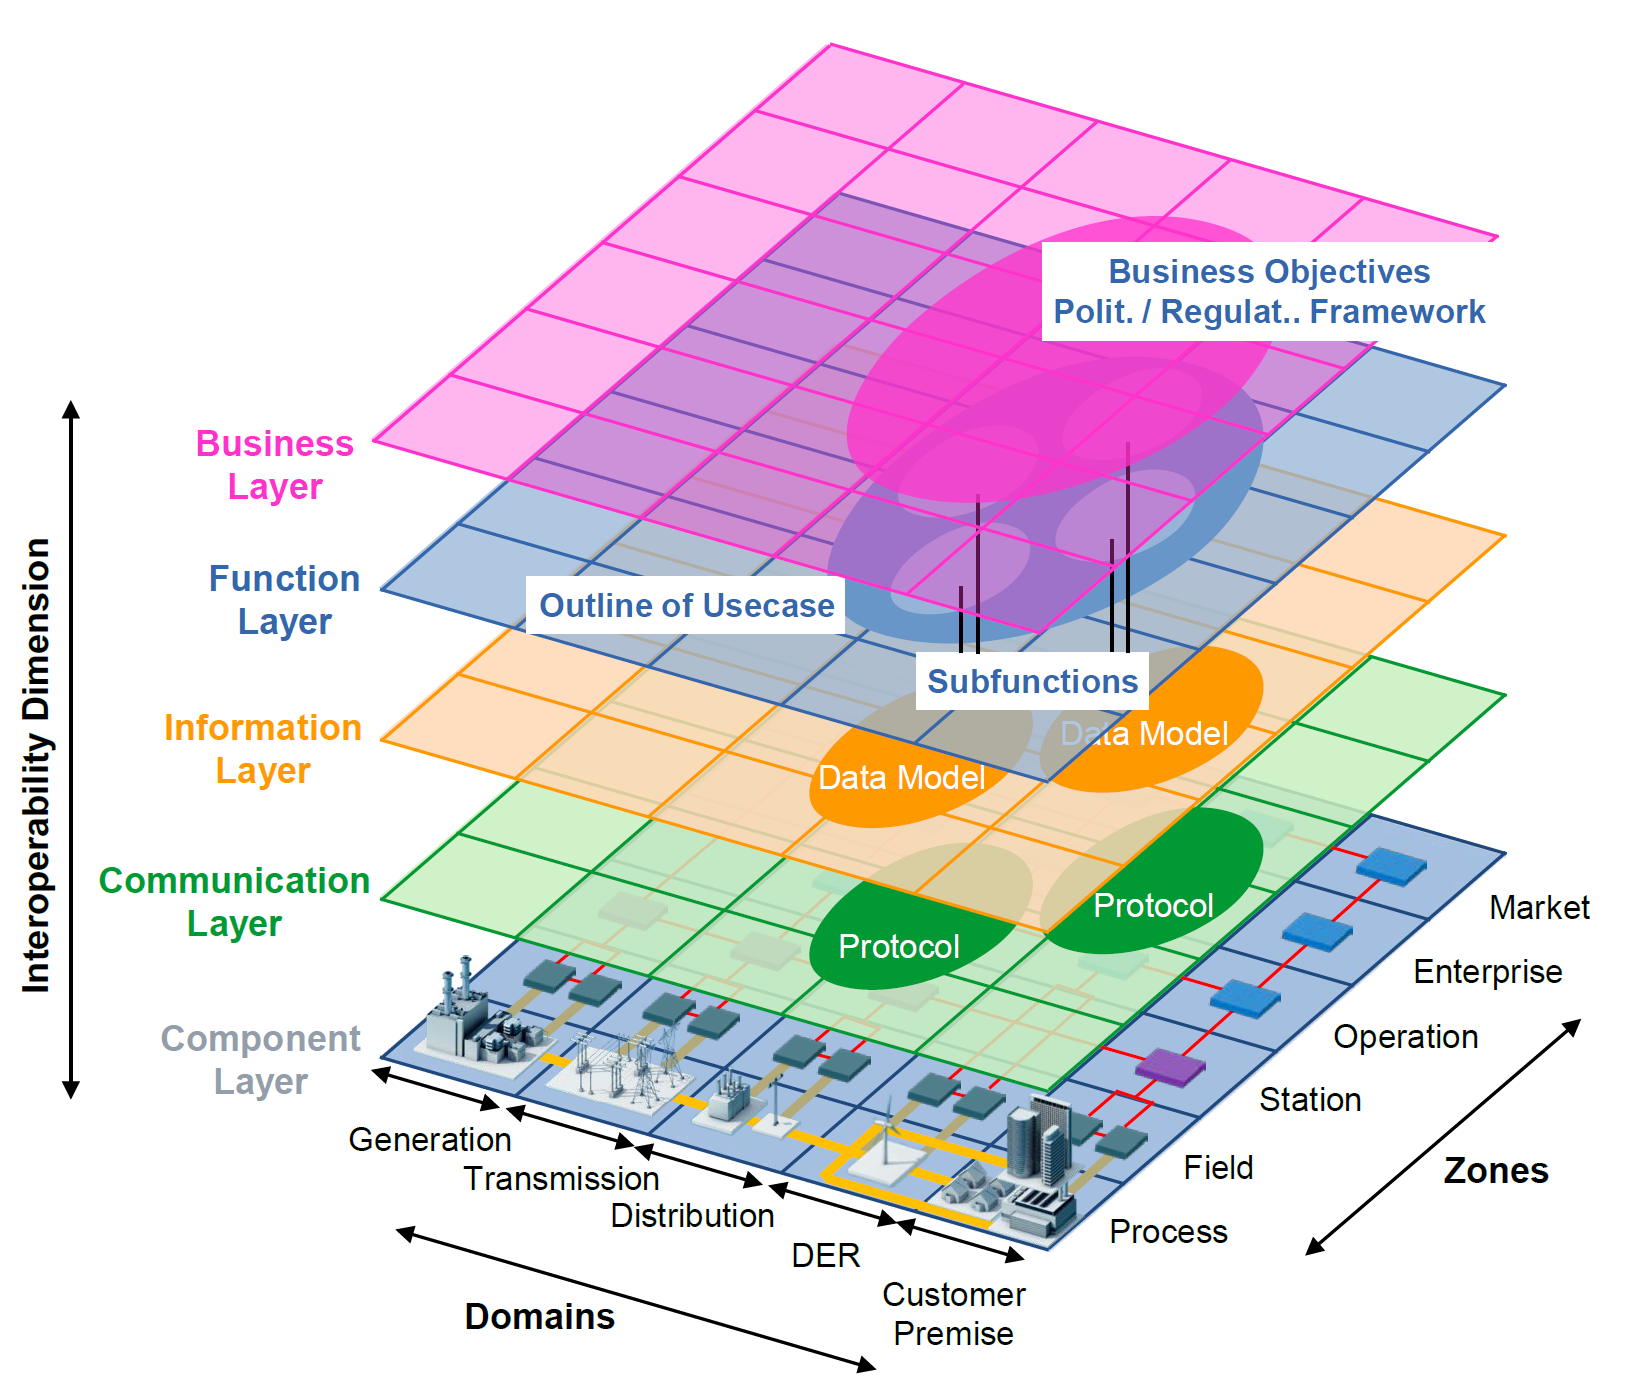 Business Objectives
Polit. / Regulat.. Framework
Business
Layer
Function
Layer
Outline of Usecase
Subfunctions
Information
Layer
Data Model
Data Model
Communication
Layer
Protocol
Protocol
Component
Layer
Interoperability Dimension
Market
Enterprise
Operation
Station
Field
Process
Zones
Generation
Transmission
Distribution
DER
Customer
Premise
Domains